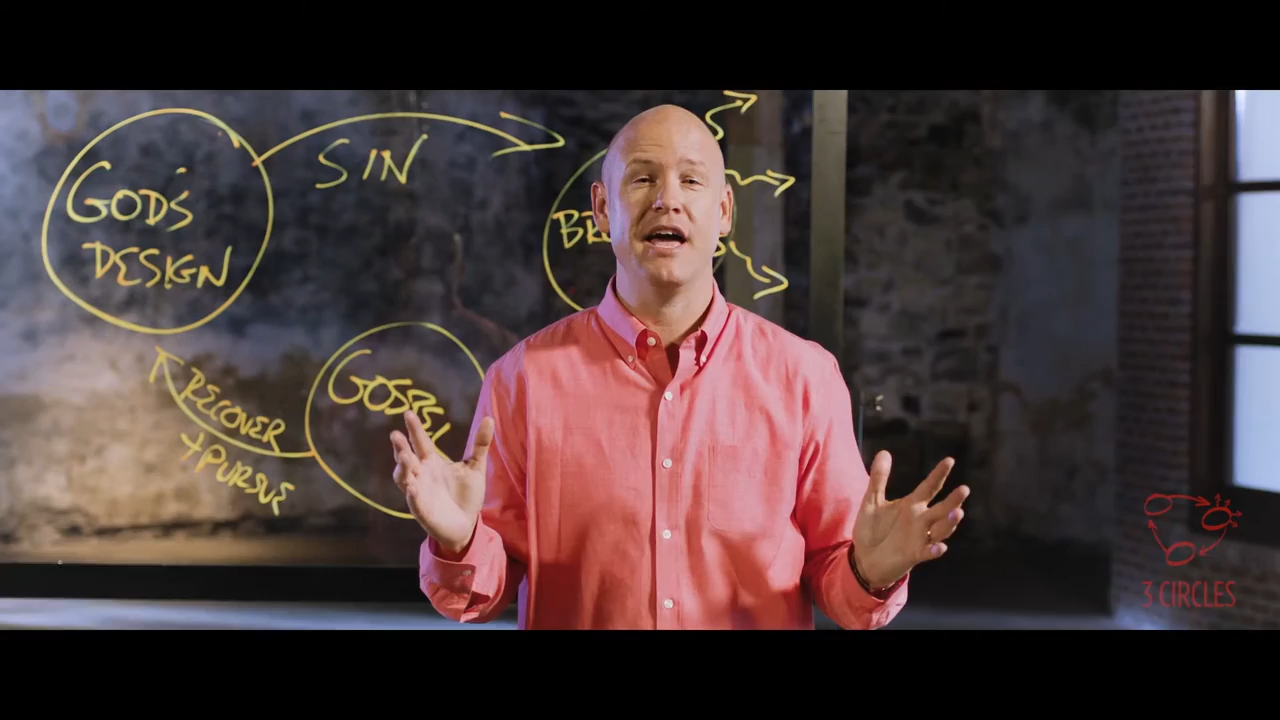 GOD'S
DESIGN
SIN
GOSPEL
RECOVER
+ PURSUE
3 CIRCLES